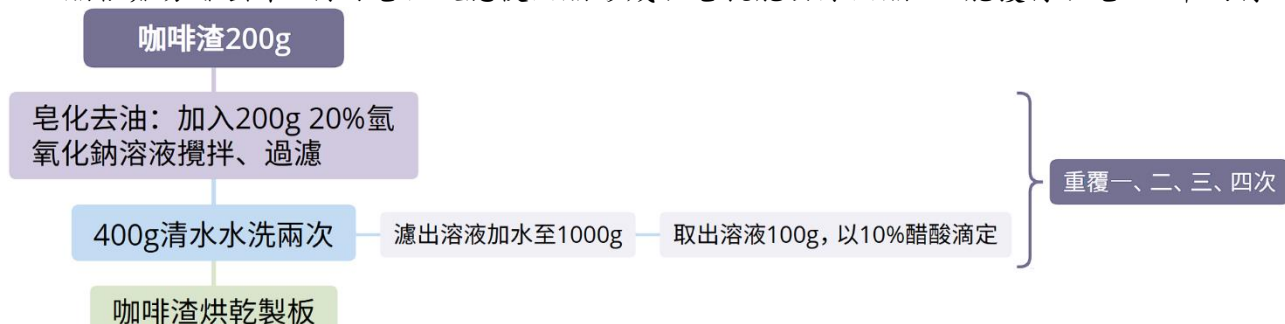 咖啡渣200g
皂化去油：加入200g 20%氫
氧化鈉溶液攪拌、過濾
400g清水水洗兩次
濾出溶液加水至1000g
取出溶液100g，以10%醋酸滴定
重覆一、二、三、四次
咖啡渣烘乾製板